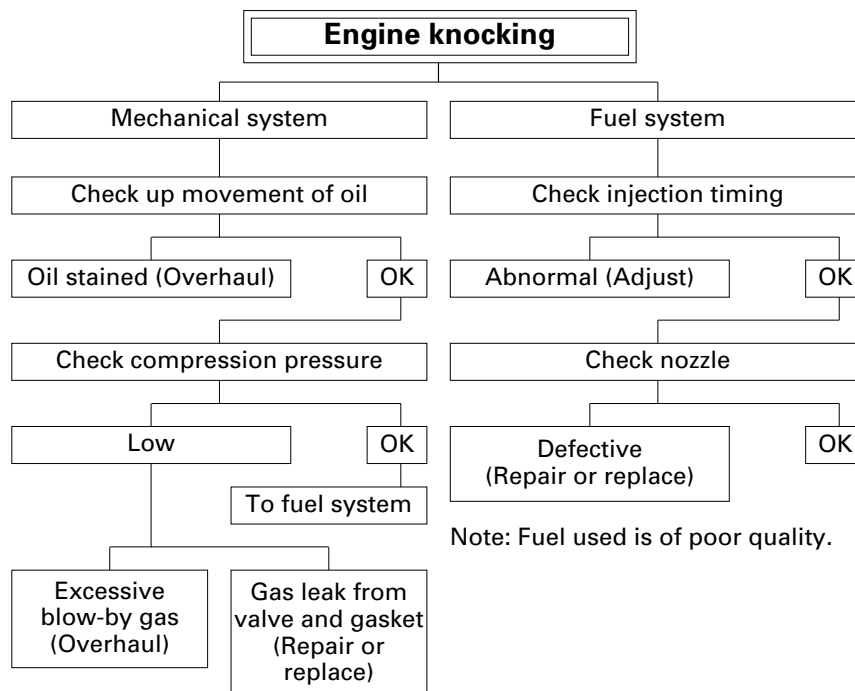 Engine knocking
Mechanical system
Fuel system
Check up movement of oil
Check injection timing
Oil stained (Overhaul)
OK
Abnormal (Adjust)
OK
Check compression pressure
Check nozzle
Low
OK
Defective
(Repair or replace)
OK
To fuel system
Note: Fuel used is of poor quality.
Excessive
blow-by gas
(Overhaul)
Gas leak from
valve and gasket
(Repair or
replace)